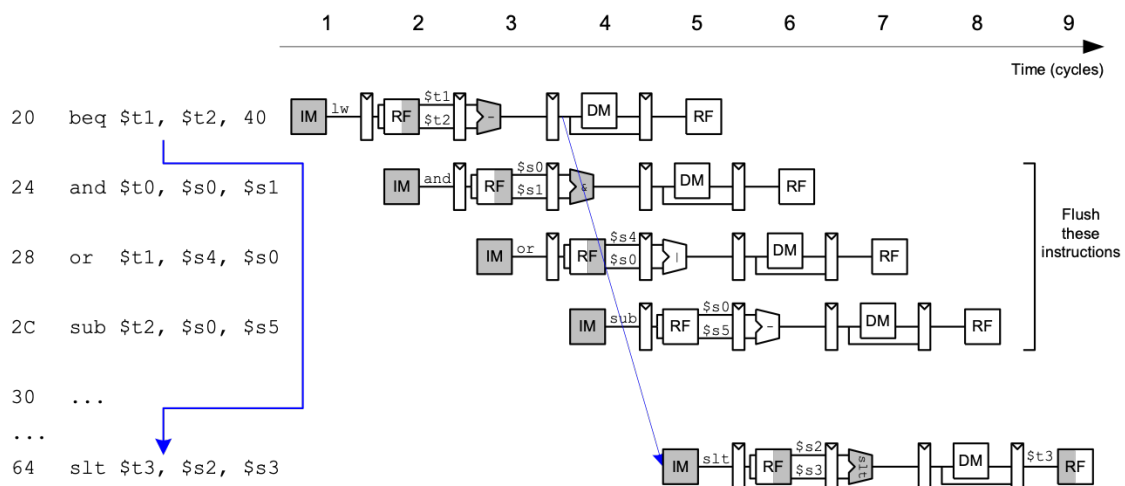 1 2 3 4 5 6 7 8 9
Time (cycles)
20 beq $t1, $t2, 40 IM lw RF $t1 $t2 - DM RF
24 and $t0, $s0, $s1 IM and RF $s0 $s1 & DM RF
28 or $t1, $s4, $s0 IM or RF $s4 $s0 | DM RF
2C sub $t2, $s0, $s5 IM sub RF $s0 $s5 - DM RF
Flush
these
instructions
30 ...
...
64 slt $t3, $s2, $s3 IM slt RF $s2 $s3 slt DM $t3 RF